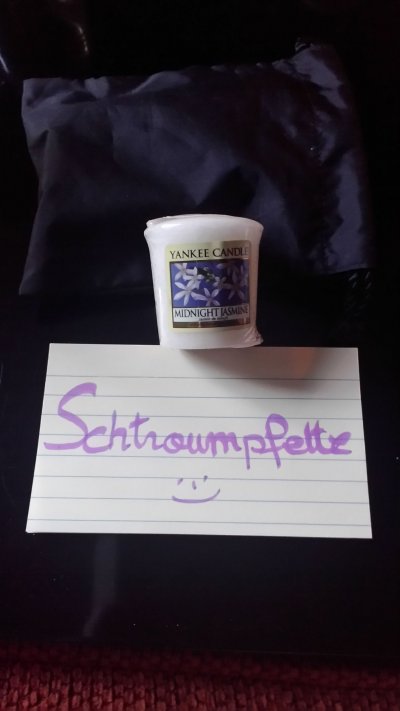 YANKEE CANDLE
MIDNIGHT JASMINE
Schtroumpfette